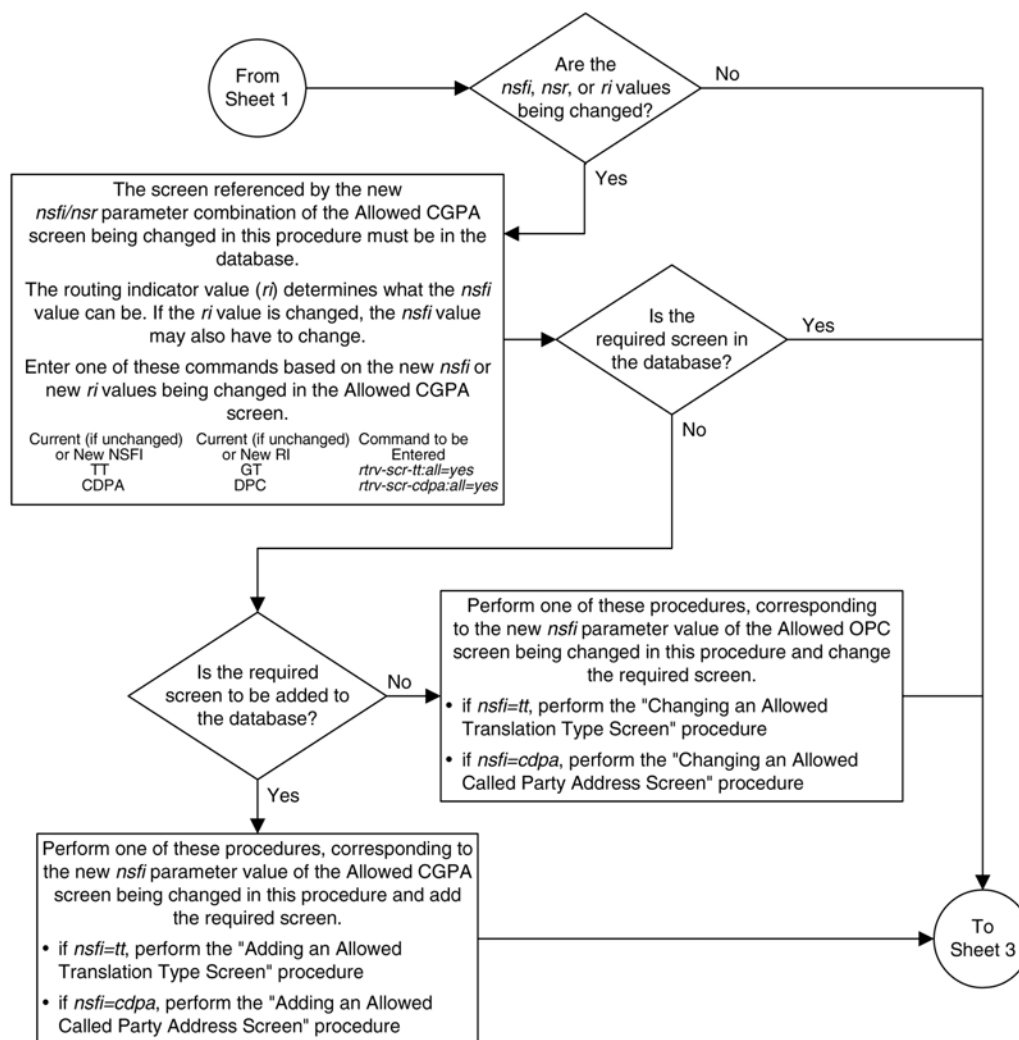 From
Sheet 1
Are the
nsfi, nsr, or ri values
being changed?
No
Yes
The screen referenced by the new
nsfi/nsr parameter combination of the Allowed CGPA
screen being changed in this procedure must be in the
database.
The routing indicator value (ri) determines what the nsfi
value can be. If the ri value is changed, the nsfi value
may also have to change.
Enter one of these commands based on the new nsfi or
new ri values being changed in the Allowed CGPA
screen.
Current (if unchanged) Current (if unchanged) Command to be
or New NSFI or New RI Entered
TT GT rtrv-scr-tt:all=yes
CDPA DPC rtrv-scr-cdpa:all=yes
Is the
required screen in
the database?
Yes
No
Is the required
screen to be added to
the database?
No
Yes
Perform one of these procedures, corresponding
to the new nsfi parameter value of the Allowed OPC
screen being changed in this procedure and change
the required screen.
• if nsfi=tt, perform the "Changing an Allowed
Translation Type Screen" procedure
• if nsfi=cdpa, perform the "Changing an Allowed
Called Party Address Screen" procedure
Perform one of these procedures, corresponding to
the new nsfi parameter value of the Allowed CGPA
screen being changed in this procedure and add
the required screen.
• if nsfi=tt, perform the "Adding an Allowed
Translation Type Screen" procedure
• if nsfi=cdpa, perform the "Adding an Allowed
Called Party Address Screen" procedure
To
Sheet 3